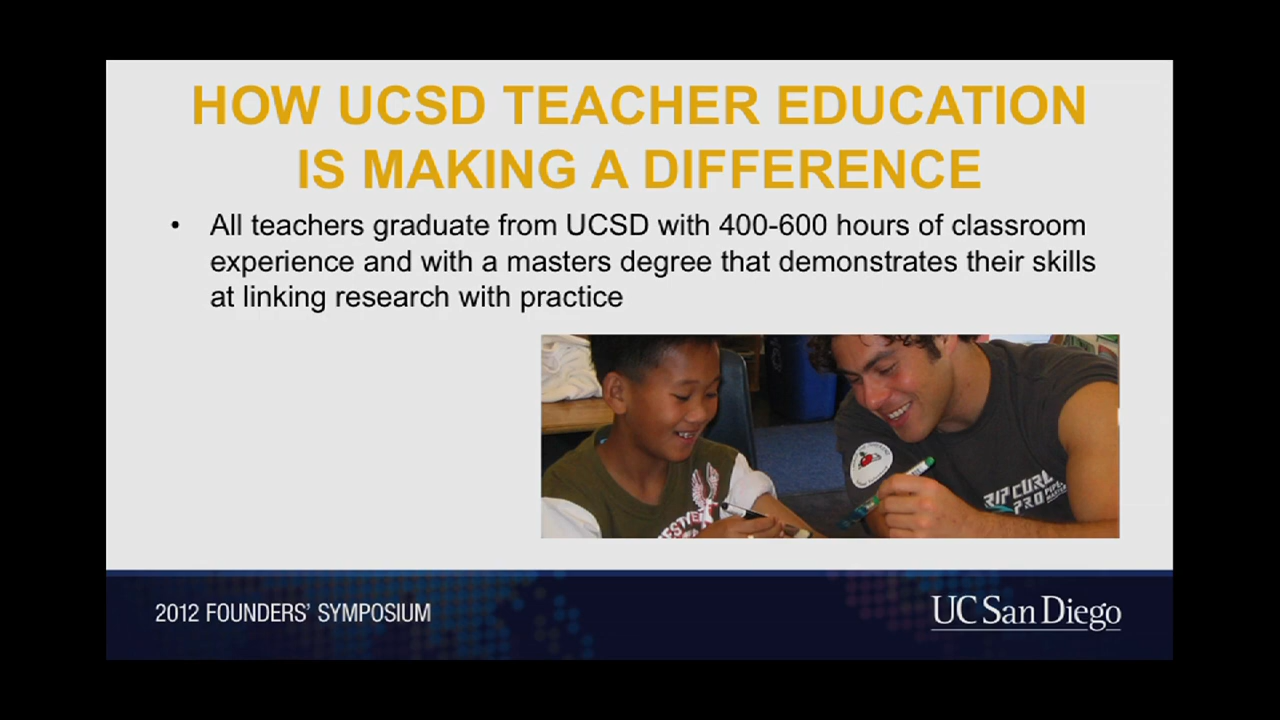 HOW UCSD TEACHER EDUCATION
IS MAKING A DIFFERENCE
• All teachers graduate from UCSD with 400-600 hours of classroom
experience and with a masters degree that demonstrates their skills
at linking research with practice
RIP CURL
PRO PIPE
2012 FOUNDERS' SYMPOSIUM
UC San Diego